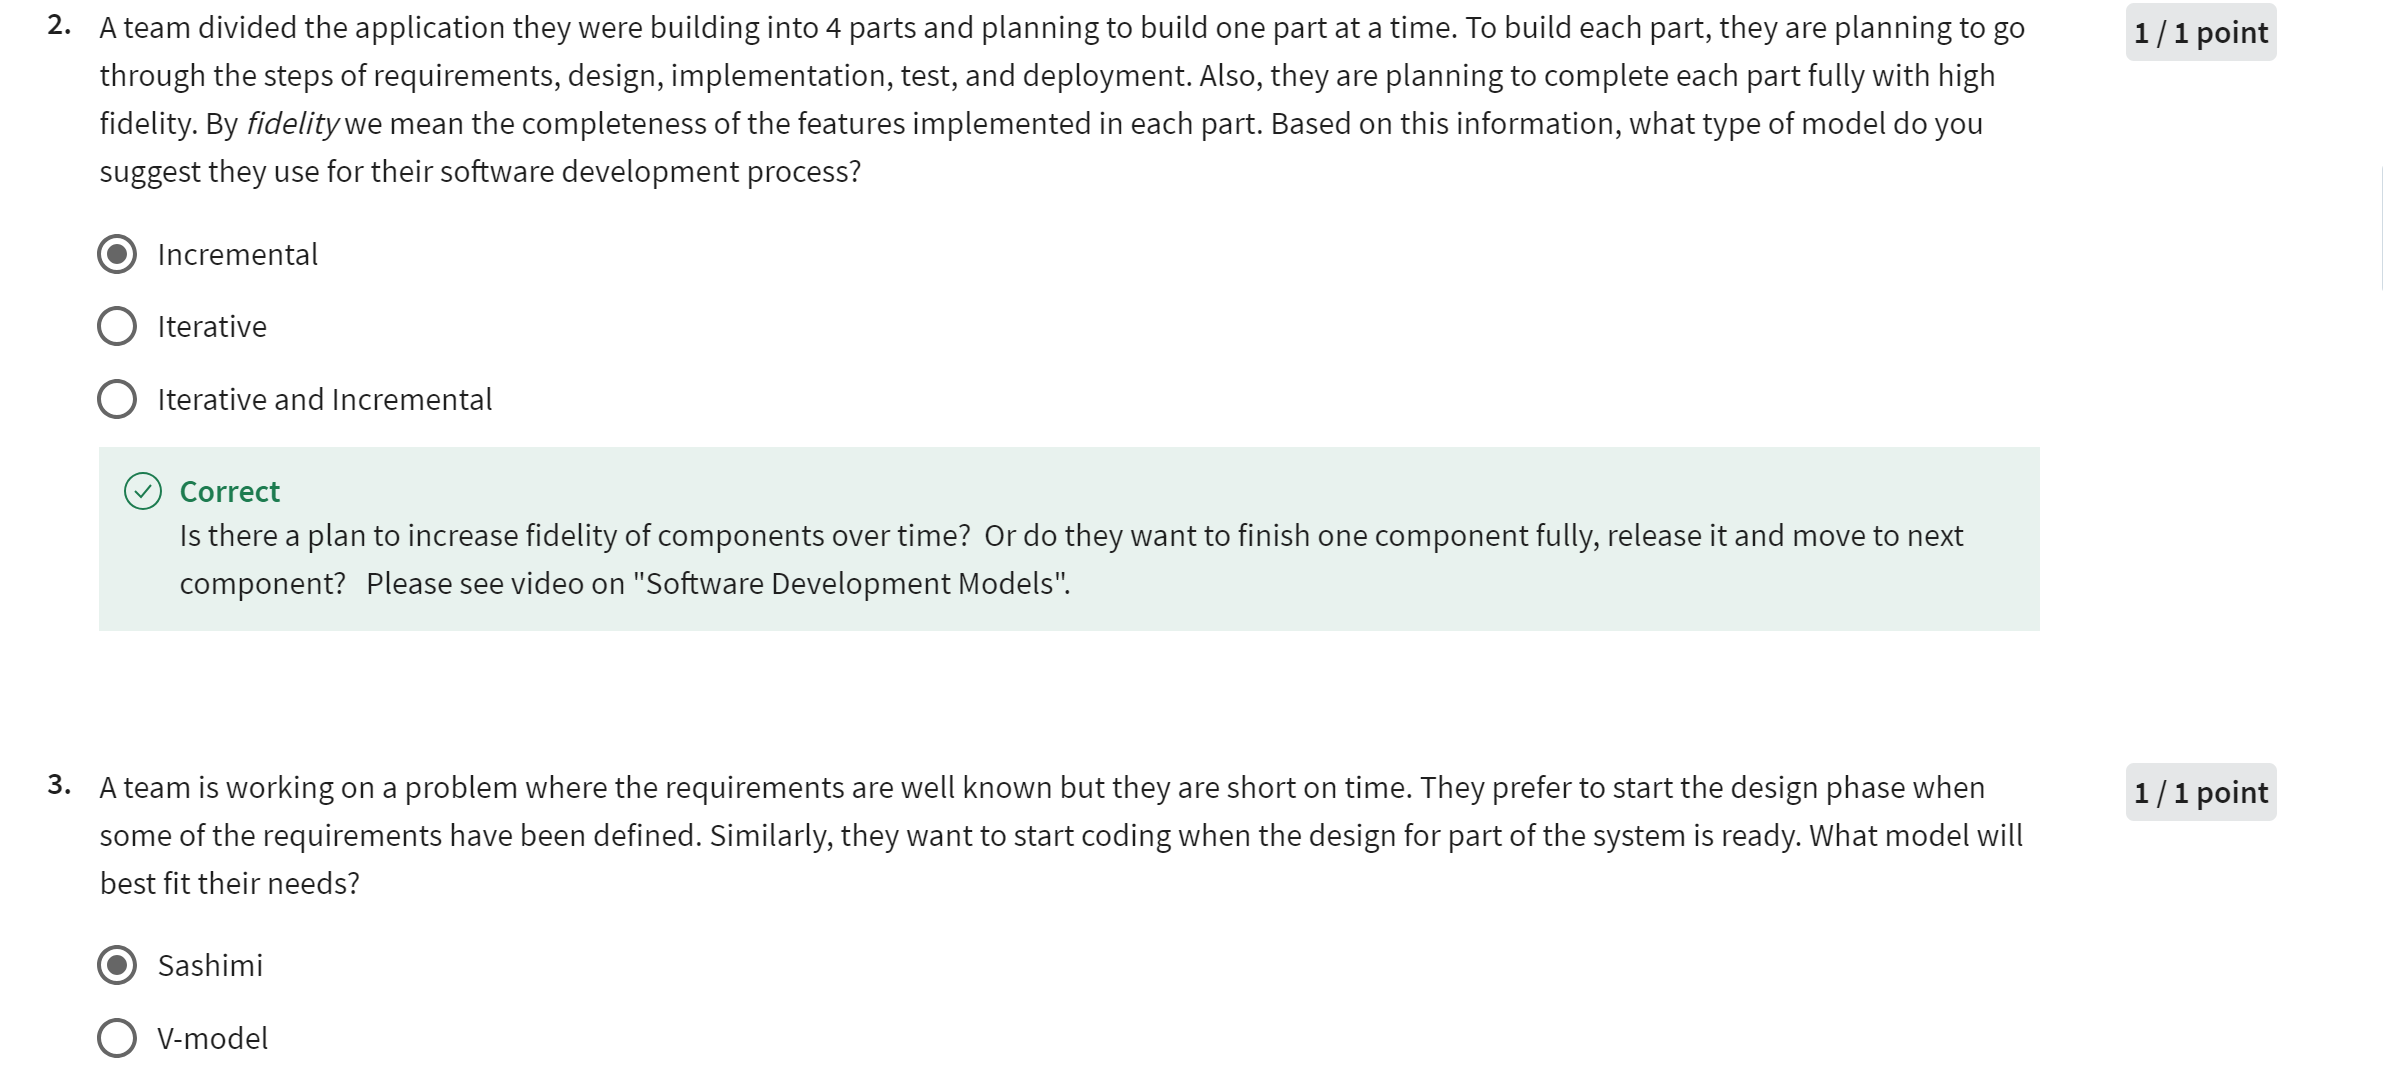 2. A team divided the application they were building into 4 parts and planning to build one part at a time. To build each part, they are planning to go
through the steps of requirements, design, implementation, test, and deployment. Also, they are planning to complete each part fully with high
fidelity. By fidelity we mean the completeness of the features implemented in each part. Based on this information, what type of model do you
suggest they use for their software development process?
1 / 1 point
Incremental
Iterative
Iterative and Incremental
Correct
Is there a plan to increase fidelity of components over time? Or do they want to finish one component fully, release it and move to next
component? Please see video on "Software Development Models".
3. A team is working on a problem where the requirements are well known but they are short on time. They prefer to start the design phase when
some of the requirements have been defined. Similarly, they want to start coding when the design for part of the system is ready. What model will
best fit their needs?
1 / 1 point
Sashimi
V-model